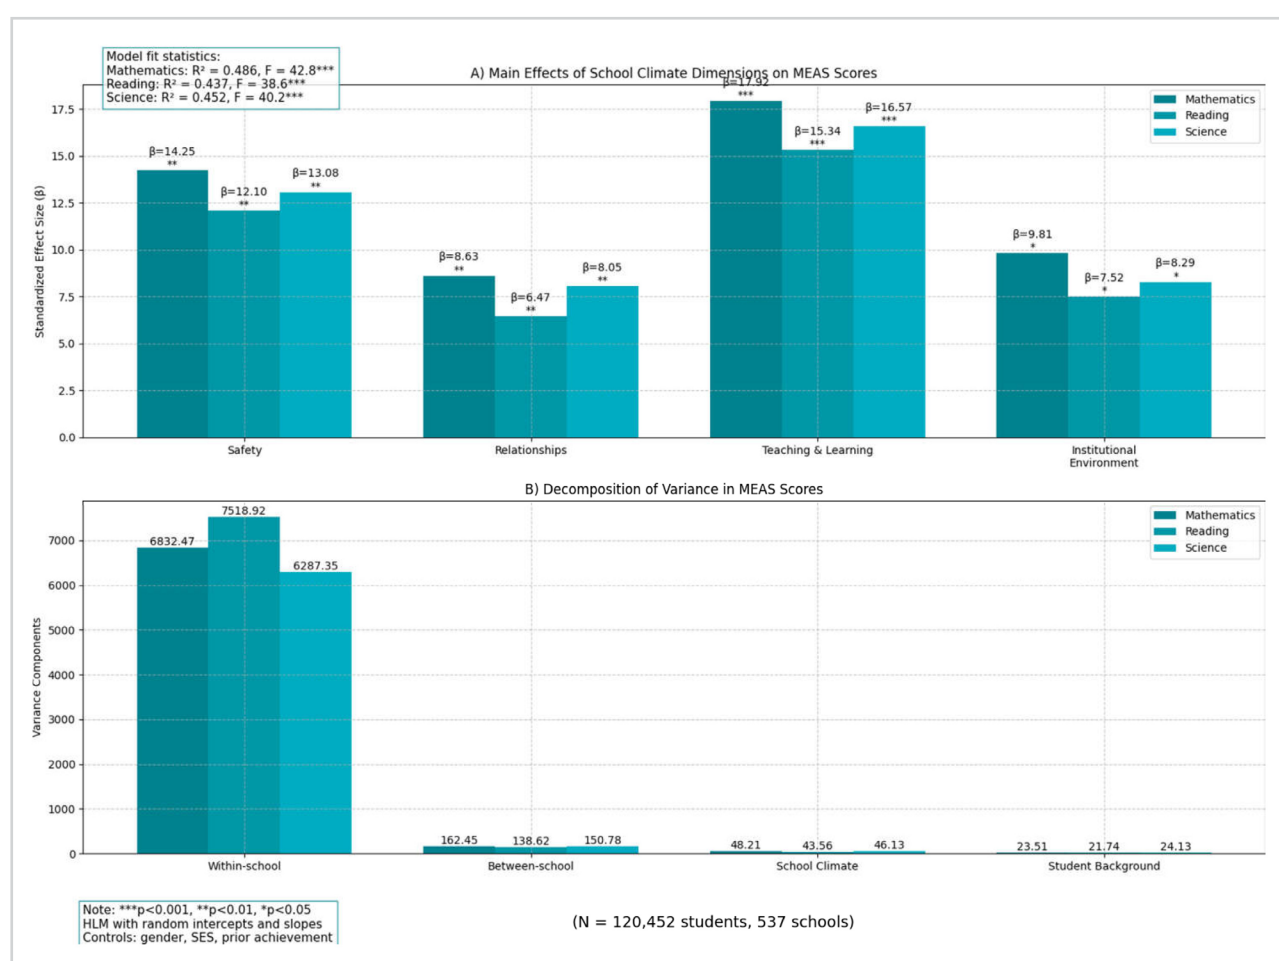 Model fit statistics:
Mathematics: R² = 0.486, F = 42.8***
Reading: R² = 0.437, F = 38.6***
Science: R² = 0.452, F = 40.2***
A) Main Effects of School Climate Dimensions on MEAS Scores
Standardized Effect Size (β)
17.5
15.0
12.5
10.0
7.5
5.0
2.5
0.0
β=14.25
**
β=12.10
**
β=13.08
**
β=8.63
**
β=6.47
**
β=8.05
**
β=17.92
***
β=15.34
***
β=16.57
***
β=9.81
*
β=7.52
*
β=8.29
*
Mathematics
Reading
Science
Safety
Relationships
Teaching & Learning
Institutional
Environment
B) Decomposition of Variance in MEAS Scores
Variance Components
7000
6000
5000
4000
3000
2000
1000
0
6832.47
7518.92
6287.35
162.45
138.62
150.78
48.21
43.56
46.13
23.51
21.74
24.13
Mathematics
Reading
Science
Within-school
Between-school
School Climate
Student Background
Note: ***p<0.001, **p<0.01, *p<0.05
HLM with random intercepts and slopes
Controls: gender, SES, prior achievement
(N = 120,452 students, 537 schools)